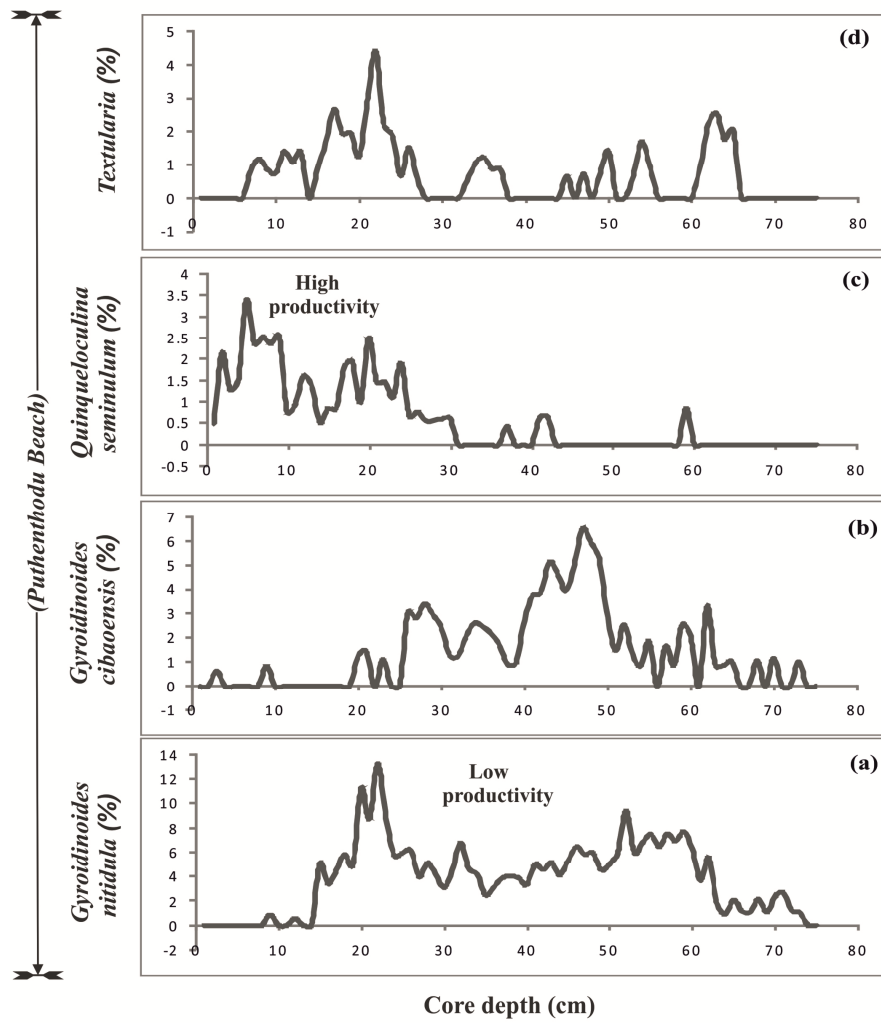 (Puthenthodu Beach)
Textularia (%)
(d)
5
4
3
2
1
0
-1
0 10 20 30 40 50 60 70 80
Quinqueloculina
seminulum (%)
(c)
High
productivity
4
3.5
3
2.5
2
1.5
1
0.5
0
-0.5
0 10 20 30 40 50 60 70 80
Gyroidinoides
cibaoensis (%)
(b)
7
6
5
4
3
2
1
0
-1
0 10 20 30 40 50 60 70 80
Gyroidinoides
nitidula (%)
(a)
Low
productivity
14
12
10
8
6
4
2
0
-2
0 10 20 30 40 50 60 70 80
Core depth (cm)